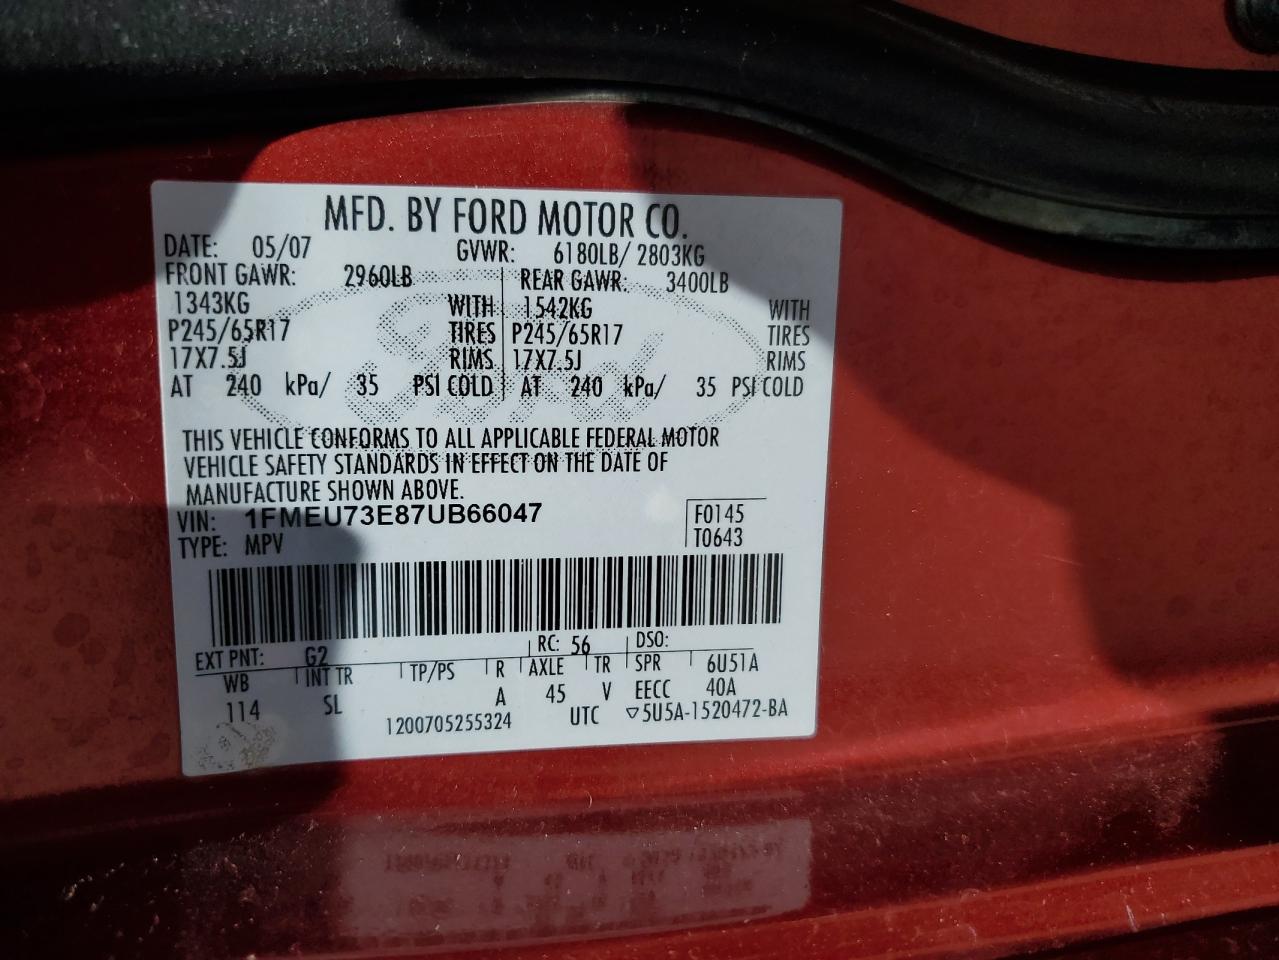 MFD. BY FORD MOTOR CO.
DATE: 05/07 GVWR: 6180LB/ 2803KG
FRONT GAWR: 2960LB REAR GAWR: 3400LB
1343KG WITH 1542KG WITH
P245/65R17 TIRES P245/65R17 TIRES
17X7.5J RIMS 17X7.5J RIMS
AT 240 kPa/ 35 PSI COLD AT 240 kPa/ 35 PSI COLD
THIS VEHICLE CONFORMS TO ALL APPLICABLE FEDERAL MOTOR
VEHICLE SAFETY STANDARDS IN EFFECT ON THE DATE OF
MANUFACTURE SHOWN ABOVE.
VIN: 1FMEU73E87UB66047 F0145
TYPE: MPV T0643
EXT PNT: G2 RC: 56 DSO:
WB INT TR TP/PS R AXLE TR SPR 6U51A
114 SL A 45 V EECC 40A
1200705255324 UTC ▽5U5A-1520472-BA